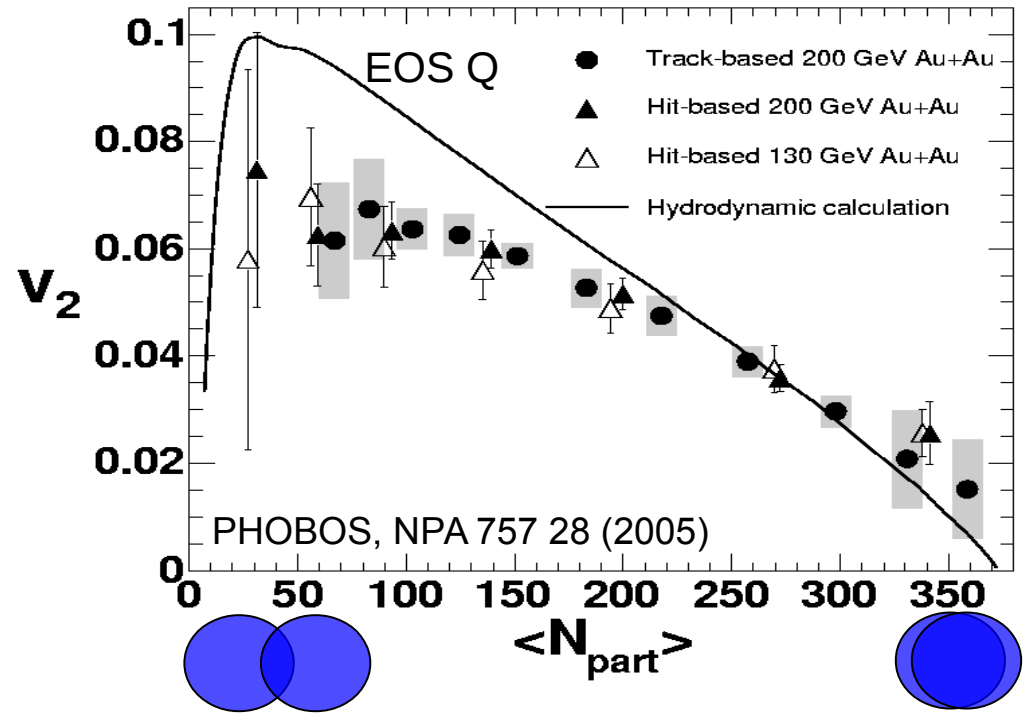 EOS Q
Track-based 200 GeV Au+Au
Hit-based 200 GeV Au+Au
Hit-based 130 GeV Au+Au
Hydrodynamic calculation
0.1
0.08
0.06
0.04
0.02
0
v2
PHOBOS, NPA 757 28 (2005)
0 50 100 150 200 250 300 350
<Npart>